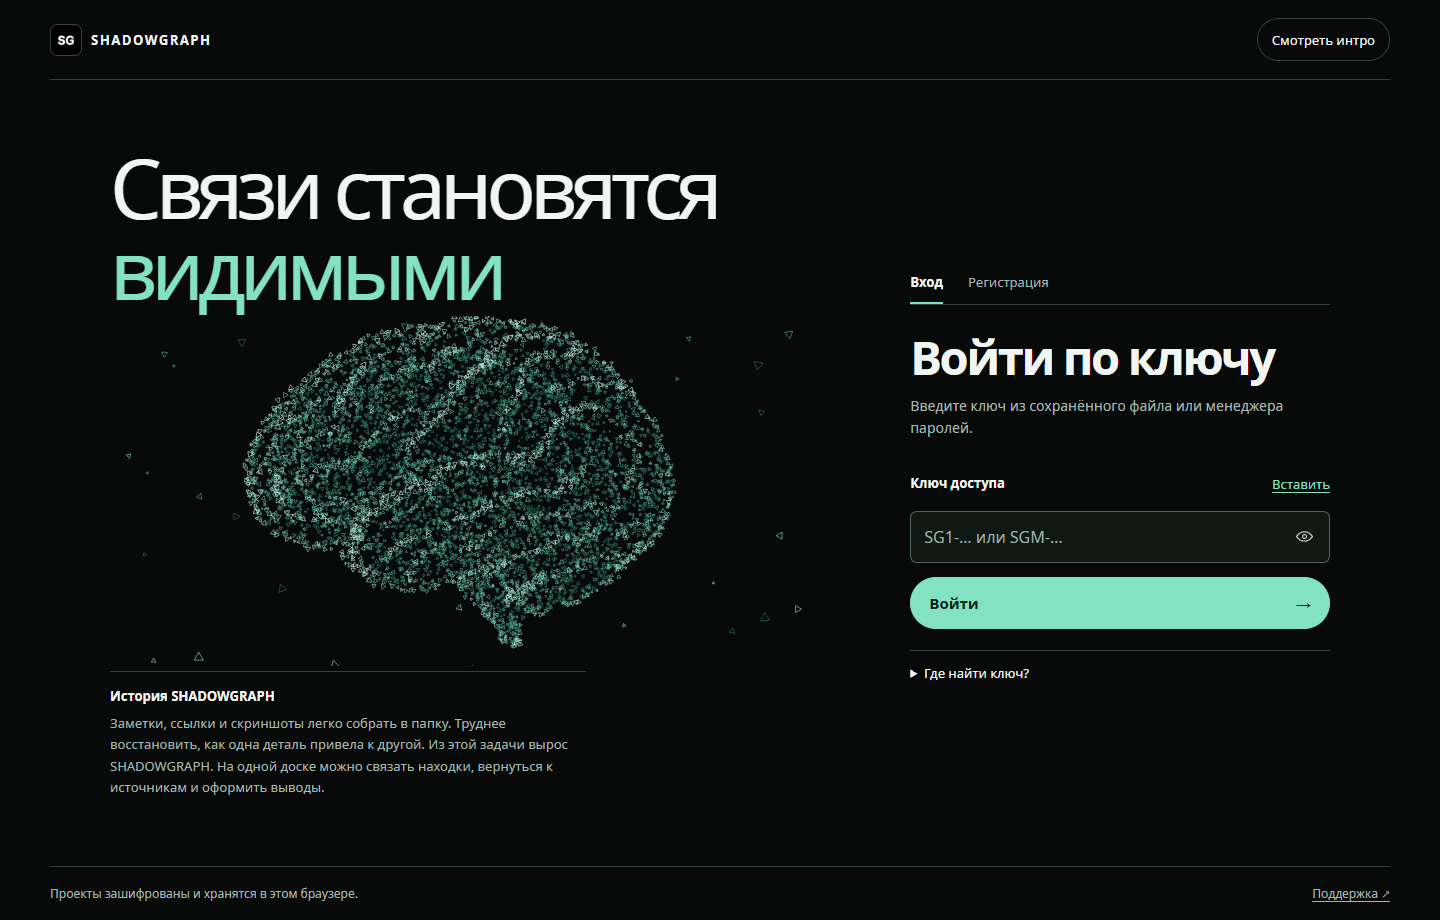 SG SHADOWGRAPH
Смотреть интро
Связи становятся
видимыми
История SHADOWGRAPH
Заметки, ссылки и скриншоты легко собрать в папку. Труднее
восстановить, как одна деталь привела к другой. Из этой задачи вырос
SHADOWGRAPH. На одной доске можно связать находки, вернуться к
источникам и оформить выводы.
Вход Регистрация
Войти по ключу
Введите ключ из сохранённого файла или менеджера
паролей.
Ключ доступа Вставить
SG1-... или SGM-...
Войти →
Где найти ключ?
Проекты зашифрованы и хранятся в этом браузере.
Поддержка ↗